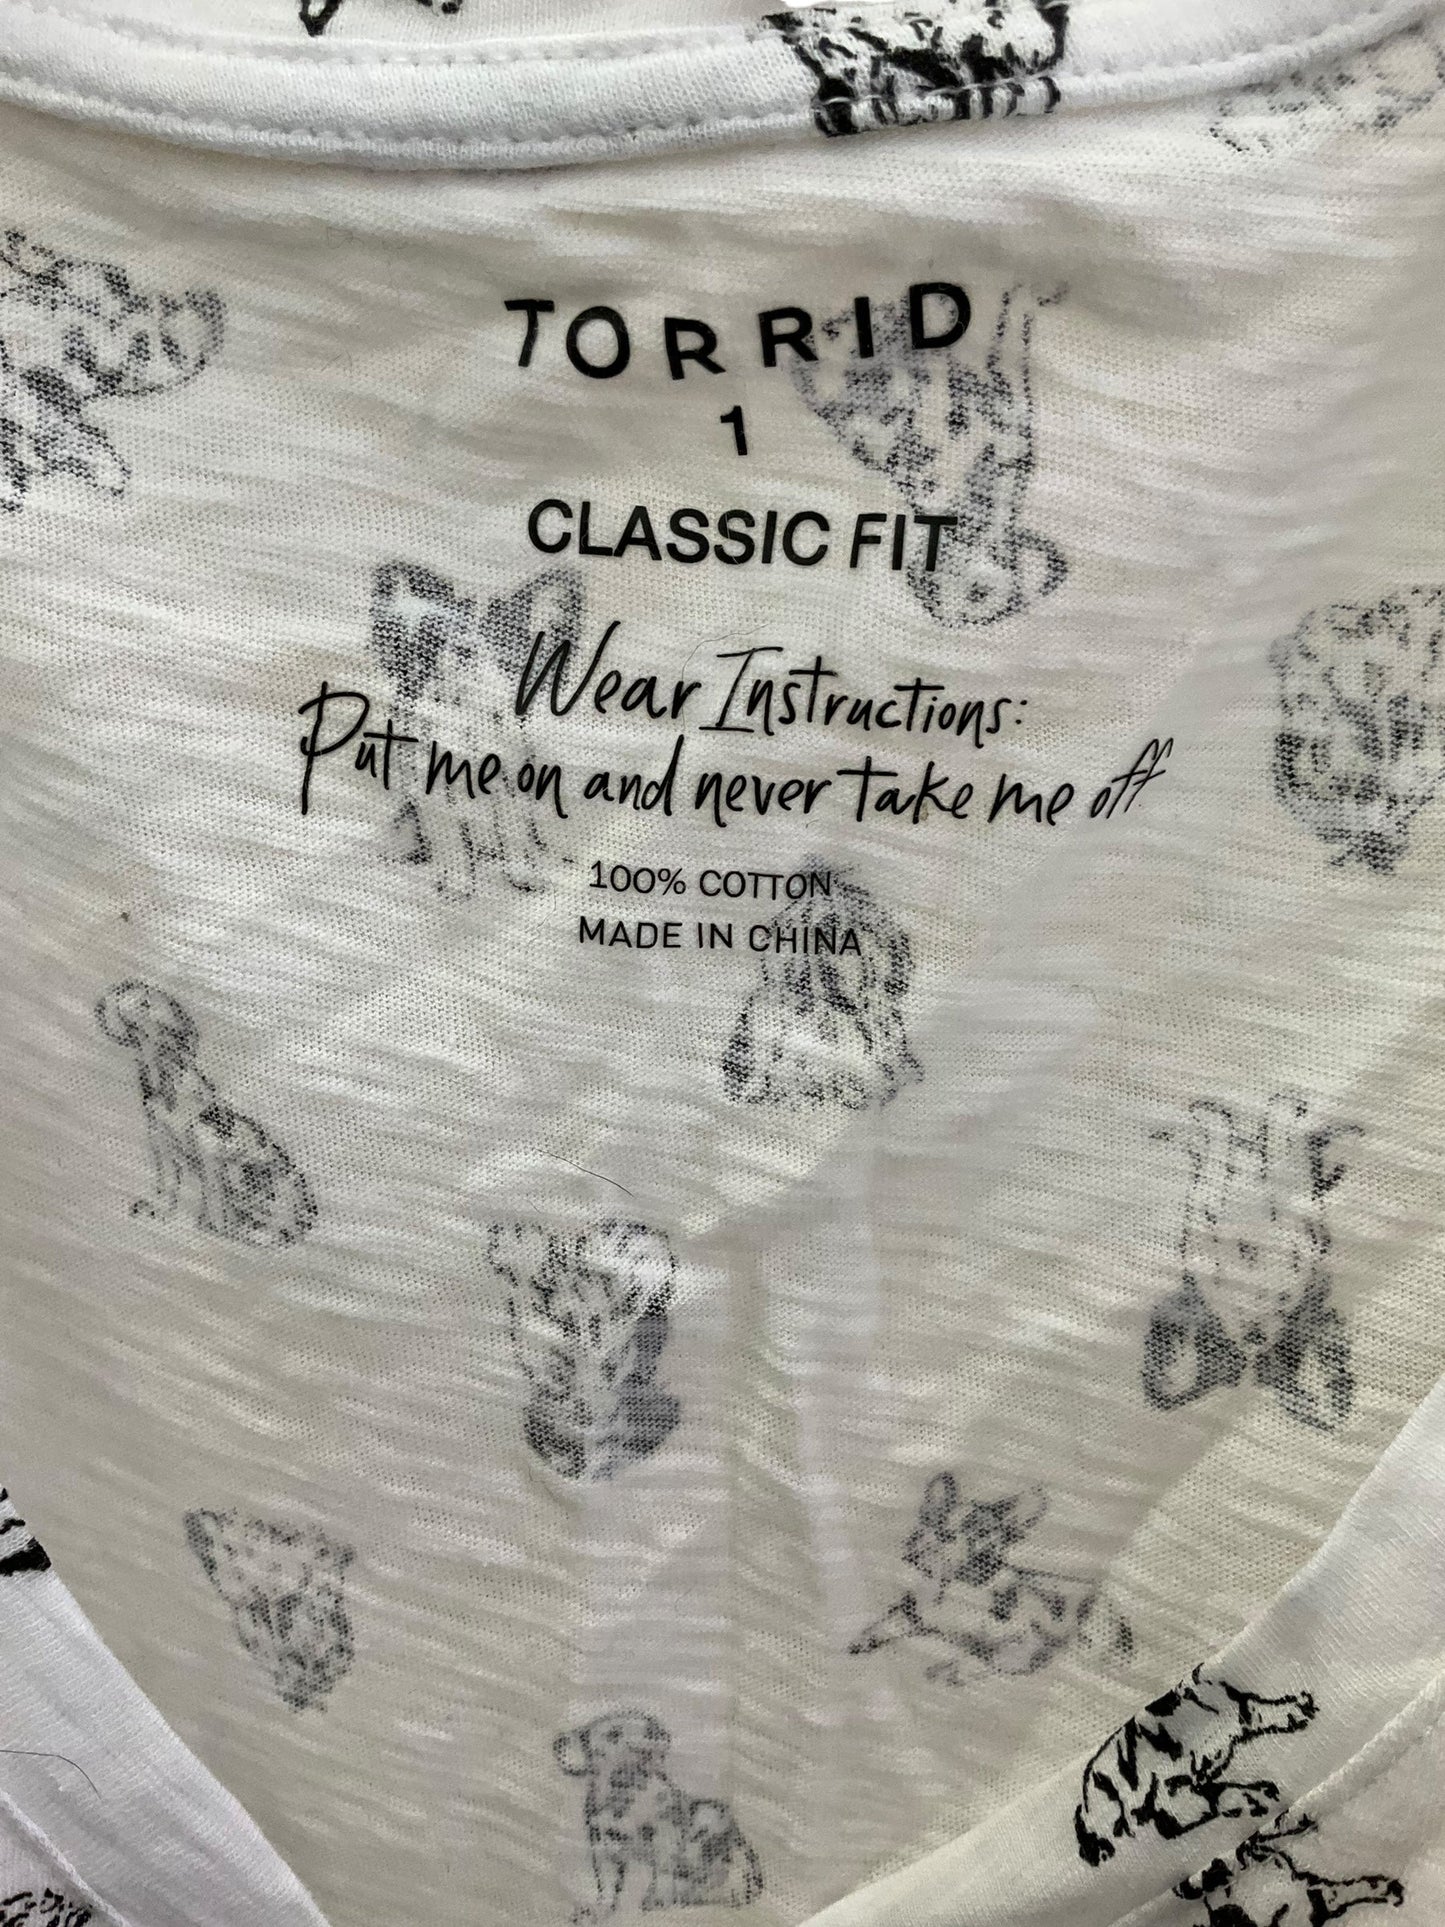 TORRID
1
CLASSIC FIT
Wear Instructions:
Put me on and never take me off
100% COTTON
MADE IN CHINA